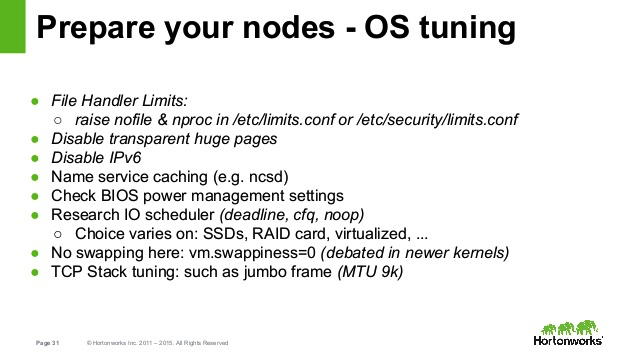 Prepare your nodes - OS tuning
● File Handler Limits:
○ raise nofile & nproc in /etc/limits.conf or /etc/security/limits.conf
● Disable transparent huge pages
● Disable IPv6
● Name service caching (e.g. ncsd)
● Check BIOS power management settings
● Research IO scheduler (deadline, cfq, noop)
○ Choice varies on: SSDs, RAID card, virtualized, ...
● No swapping here: vm.swappiness=0 (debated in newer kernels)
● TCP Stack tuning: such as jumbo frame (MTU 9k)
Page 31 © Hortonworks Inc. 2011 – 2015. All Rights Reserved
Hortonworks